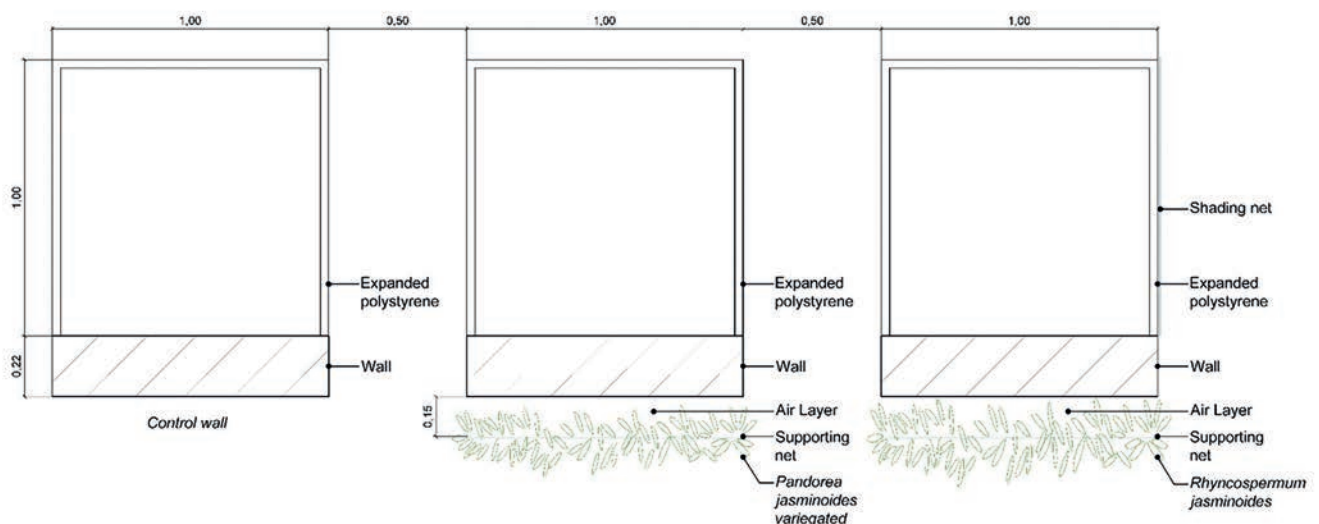 1,00
0,50
1,00
0,50
1,00
1,00
0,22
Expanded
polystyrene
Wall
Control wall
Expanded
polystyrene
Wall
0,15
Air Layer
Supporting
net
Pandorea
jasminoides
variegated
Shading net
Expanded
polystyrene
Wall
Air Layer
Supporting
net
Rhyncospermum
jasminoides